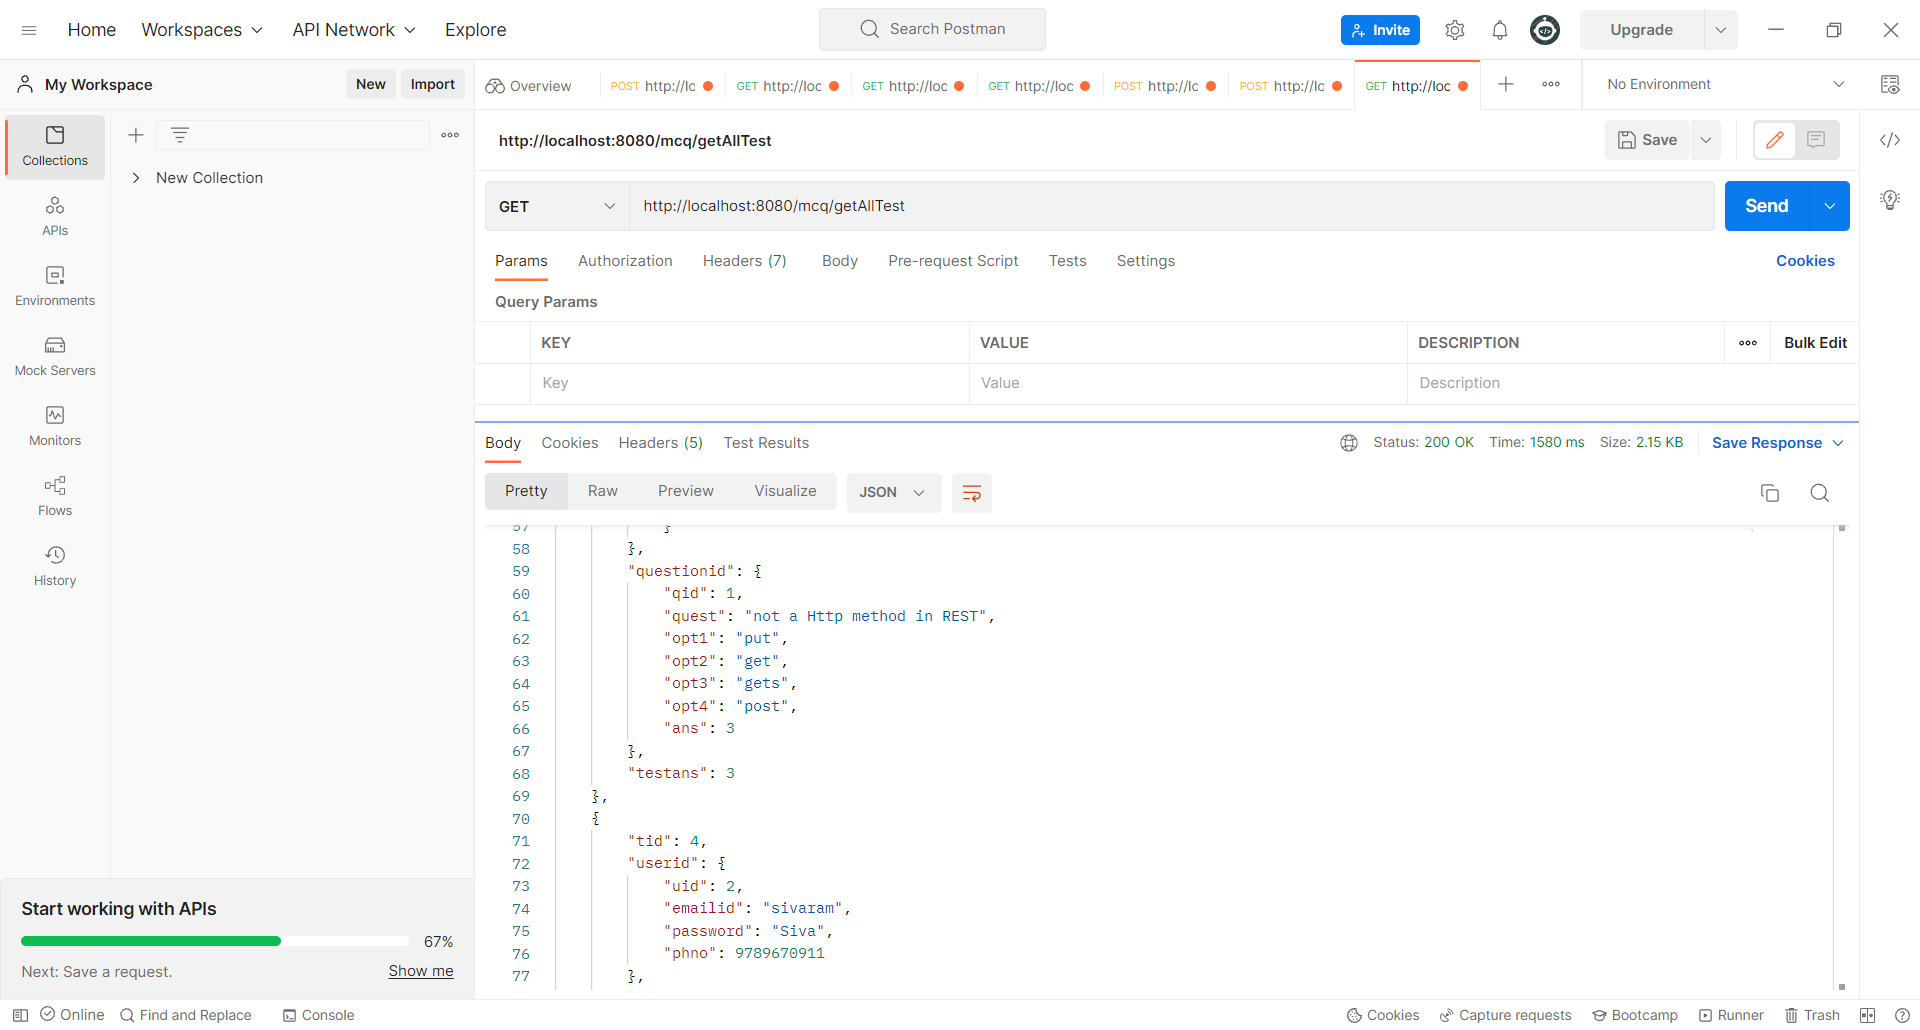 Home Workspaces API Network Explore Search Postman Invite Upgrade
My Workspace New Import Overview POST http://lc GET http://loc GET http://loc GET http://loc POST http://lc POST http://lc GET http://loc No Environment
Collections
New Collection
APIs
Environments
Mock Servers
Monitors
Flows
History
http://localhost:8080/mcq/getAllTest Save
GET http://localhost:8080/mcq/getAllTest Send
Params Authorization Headers (7) Body Pre-request Script Tests Settings Cookies
Query Params
KEY VALUE DESCRIPTION Bulk Edit
Key Value Description
Body Cookies Headers (5) Test Results Status: 200 OK Time: 1580 ms Size: 2.15 KB Save Response
Pretty Raw Preview Visualize JSON
57 }
58 },
59 "questionid": {
60 "qid": 1,
61 "quest": "not a Http method in REST",
62 "opt1": "put",
63 "opt2": "get",
64 "opt3": "gets",
65 "opt4": "post",
66 "ans": 3
67 },
68 "testans": 3
69 },
70 {
71 "tid": 4,
72 "userid": {
73 "uid": 2,
74 "emailid": "sivaram",
75 "password": "Siva",
76 "phno": 9789670911
77 },
Start working with APIs
67%
Next: Save a request. Show me
Online Find and Replace Console Cookies Capture requests Bootcamp Runner Trash